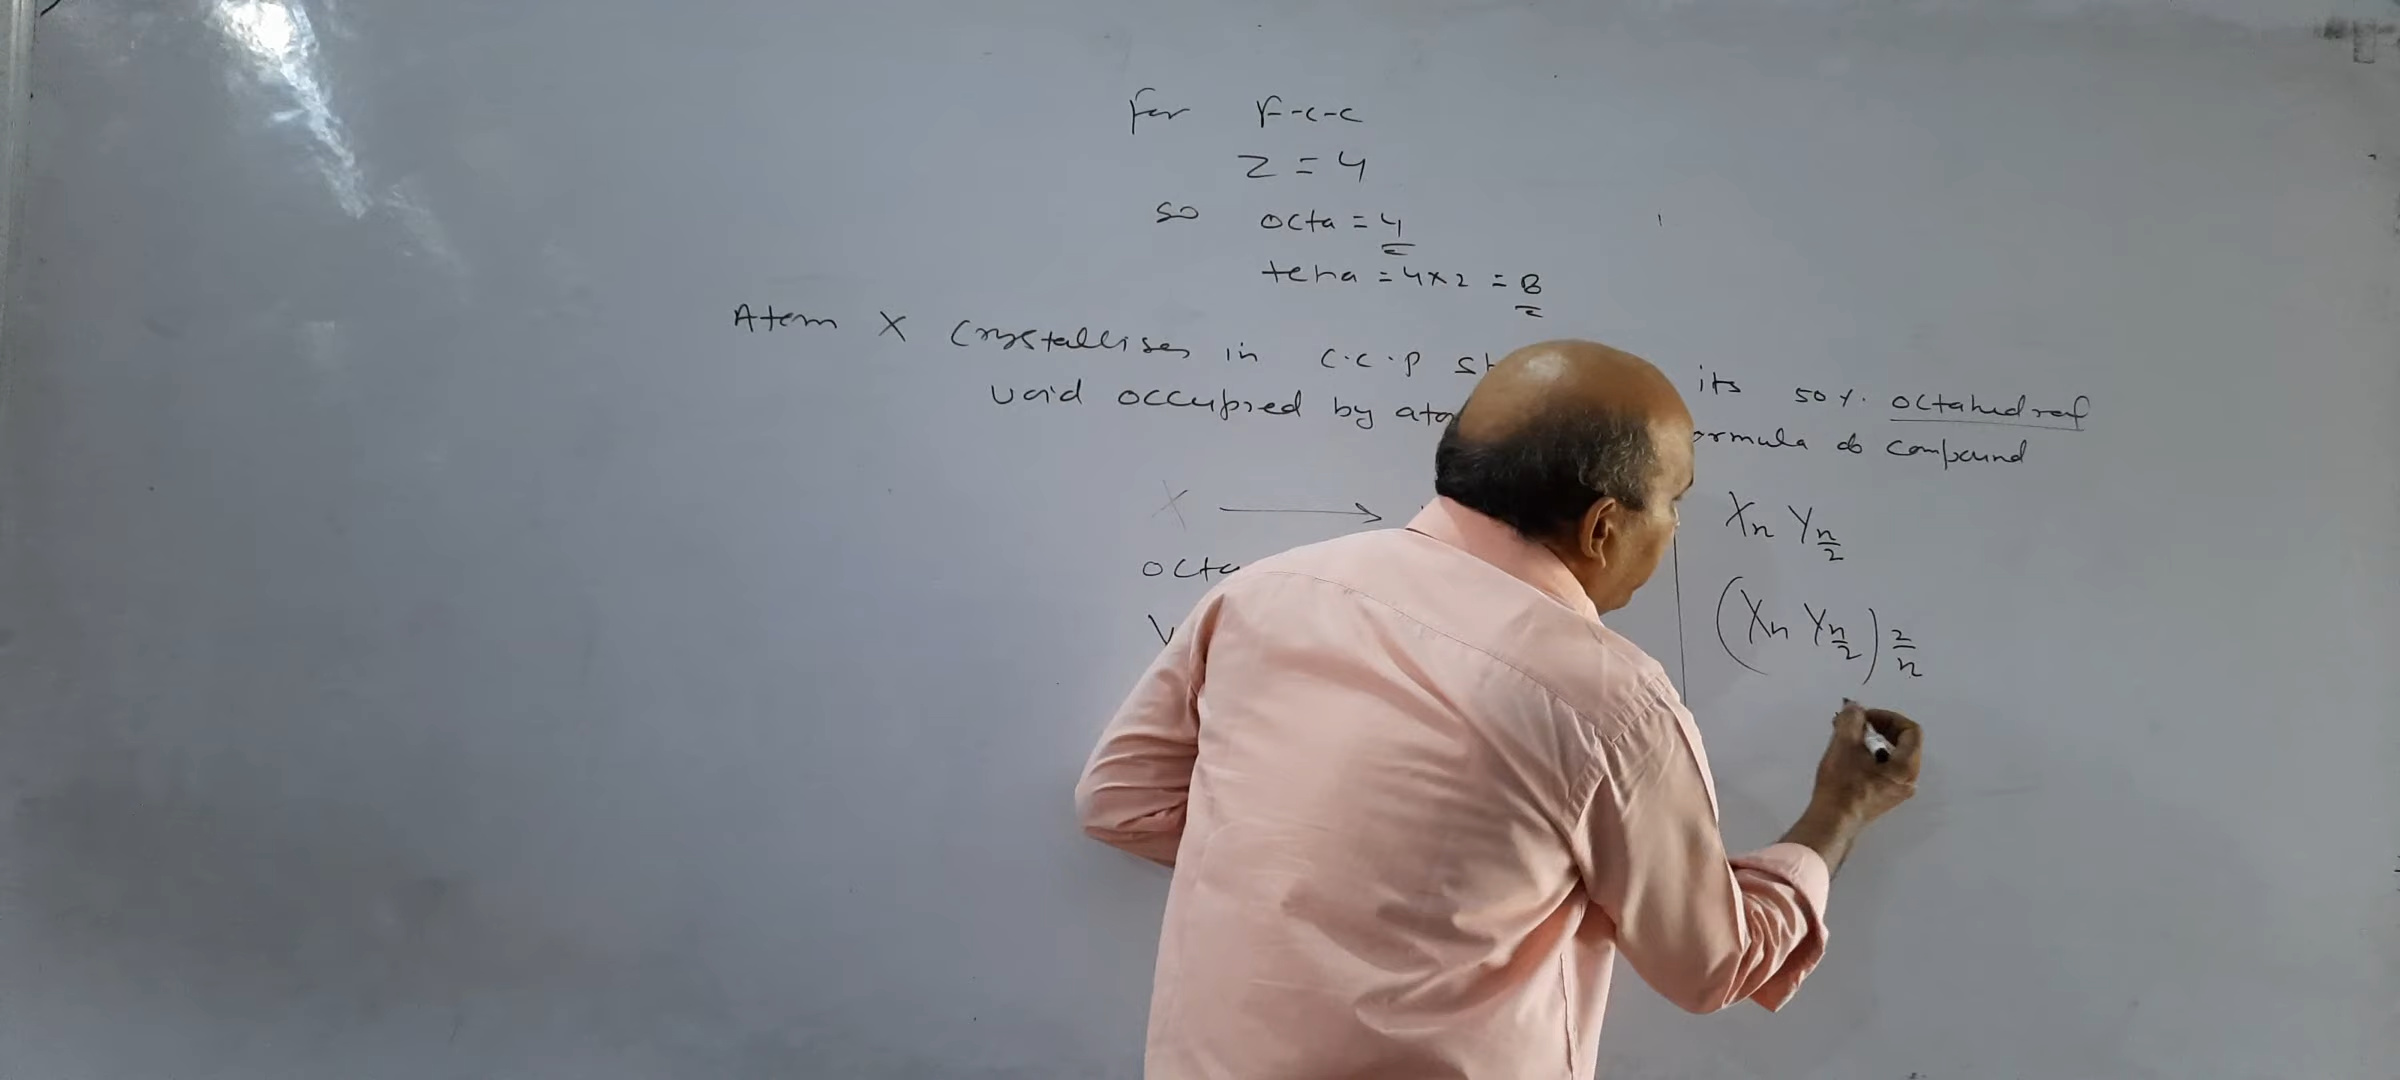 For F-C-C
Z = 4
so octa = 4
tetra = 4×2 = 8
Atom X Crystallises in C.C.P its 50%. octahedral
void occupied by formula of compound
X →
Xn Yn/2
(Xn Yn/2) 2/n